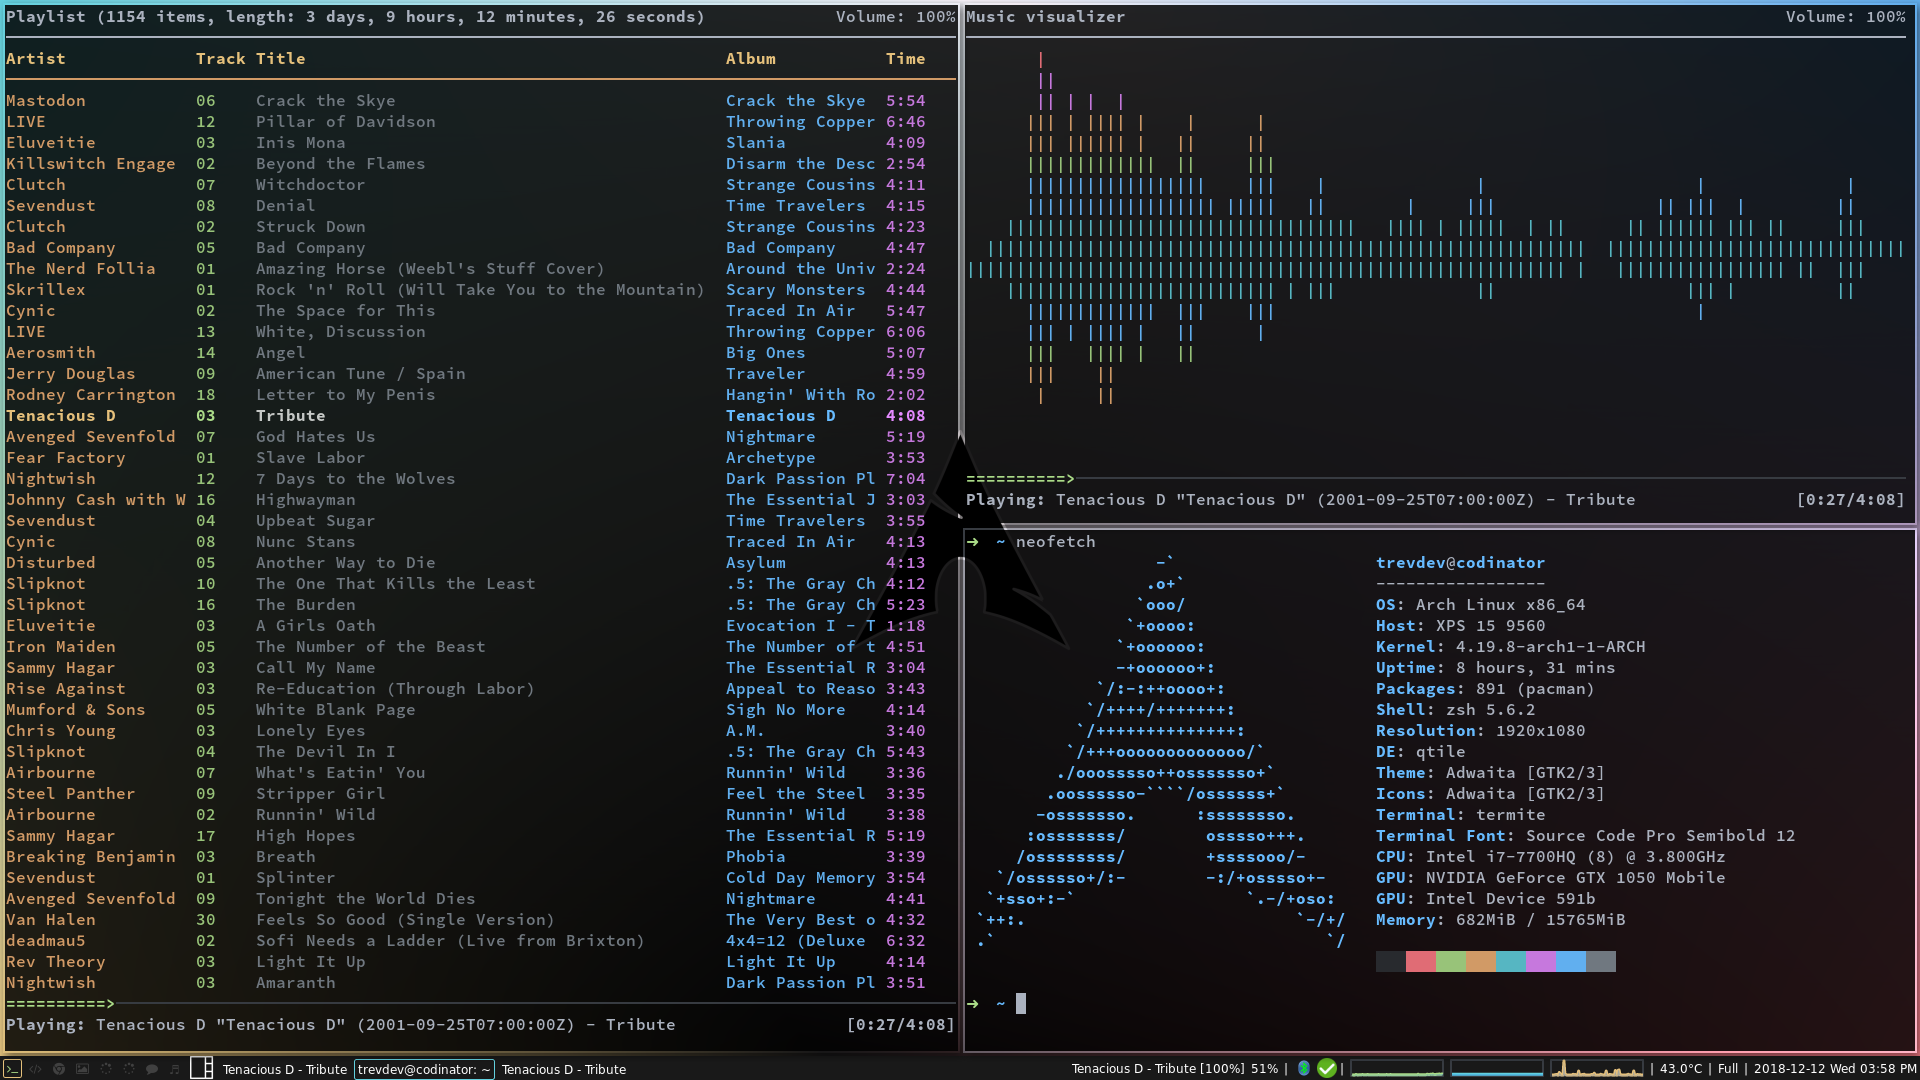 Playlist (1154 items, length: 3 days, 9 hours, 12 minutes, 26 seconds) Volume: 100%
Artist Track Title Album Time
Mastodon 06 Crack the Skye Crack the Skye 5:54
LIVE 12 Pillar of Davidson Throwing Copper 6:46
Eluveitie 03 Inis Mona Slania 4:09
Killswitch Engage 02 Beyond the Flames Disarm the Desc 2:54
Clutch 07 Witchdoctor Strange Cousins 4:11
Sevendust 08 Denial Time Travelers 4:15
Clutch 02 Struck Down Strange Cousins 4:23
Bad Company 05 Bad Company Bad Company 4:47
The Nerd Follia 01 Amazing Horse (Weebl's Stuff Cover) Around the Univ 2:24
Skrillex 01 Rock 'n' Roll (Will Take You to the Mountain) Scary Monsters 4:44
Cynic 02 The Space for This Traced In Air 5:47
LIVE 13 White, Discussion Throwing Copper 6:06
Aerosmith 14 Angel Big Ones 5:07
Jerry Douglas 09 American Tune / Spain Traveler 4:59
Rodney Carrington 18 Letter to My Penis Hangin' With Ro 2:02
Tenacious D 03 Tribute Tenacious D 4:08
Avenged Sevenfold 07 God Hates Us Nightmare 5:19
Fear Factory 01 Slave Labor Archetype 3:53
Nightwish 12 7 Days to the Wolves Dark Passion Pl 7:04
Johnny Cash with W 16 Highwayman The Essential J 3:03
Sevendust 04 Upbeat Sugar Time Travelers 3:55
Cynic 08 Nunc Stans Traced In Air 4:13
Disturbed 05 Another Way to Die Asylum 4:13
Slipknot 10 The One That Kills the Least .5: The Gray Ch 4:12
Slipknot 16 The Burden .5: The Gray Ch 5:23
Eluveitie 03 A Girls Oath Evocation I - T 1:18
Iron Maiden 05 The Number of the Beast The Number of t 4:51
Sammy Hagar 03 Call My Name The Essential R 3:04
Rise Against 03 Re-Education (Through Labor) Appeal to Reaso 3:43
Mumford & Sons 05 White Blank Page Sigh No More 4:14
Chris Young 03 Lonely Eyes A.M. 3:40
Slipknot 04 The Devil In I .5: The Gray Ch 5:43
Airbourne 07 What's Eatin' You Runnin' Wild 3:36
Steel Panther 09 Stripper Girl Feel the Steel 3:35
Airbourne 02 Runnin' Wild Runnin' Wild 3:38
Sammy Hagar 17 High Hopes The Essential R 5:19
Breaking Benjamin 03 Breath Phobia 3:39
Sevendust 01 Splinter Cold Day Memory 3:54
Avenged Sevenfold 09 Tonight the World Dies Nightmare 4:41
Van Halen 30 Feels So Good (Single Version) The Very Best o 4:32
deadmau5 02 Sofi Needs a Ladder (Live from Brixton) 4x4=12 (Deluxe 6:32
Rev Theory 03 Light It Up Light It Up 4:14
Nightwish 03 Amaranth Dark Passion Pl 3:51
==========>
Playing: Tenacious D "Tenacious D" (2001-09-25T07:00:00Z) - Tribute [0:27/4:08]
Music visualizer Volume: 100%
==========>
Playing: Tenacious D "Tenacious D" (2001-09-25T07:00:00Z) - Tribute [0:27/4:08]
➜ ~ neofetch
trevdev@codinator
-----------------
OS: Arch Linux x86_64
Host: XPS 15 9560
Kernel: 4.19.8-arch1-1-ARCH
Uptime: 8 hours, 31 mins
Packages: 891 (pacman)
Shell: zsh 5.6.2
Resolution: 1920x1080
DE: qtile
Theme: Adwaita [GTK2/3]
Icons: Adwaita [GTK2/3]
Terminal: termite
Terminal Font: Source Code Pro Semibold 12
CPU: Intel i7-7700HQ (8) @ 3.800GHz
GPU: NVIDIA GeForce GTX 1050 Mobile
GPU: Intel Device 591b
Memory: 682MiB / 15765MiB
➜ ~
Tenacious D - Tribute trevdev@codinator: ~ Tenacious D - Tribute Tenacious D - Tribute [100%] 51% | | 43.0°C | Full | 2018-12-12 Wed 03:58 PM